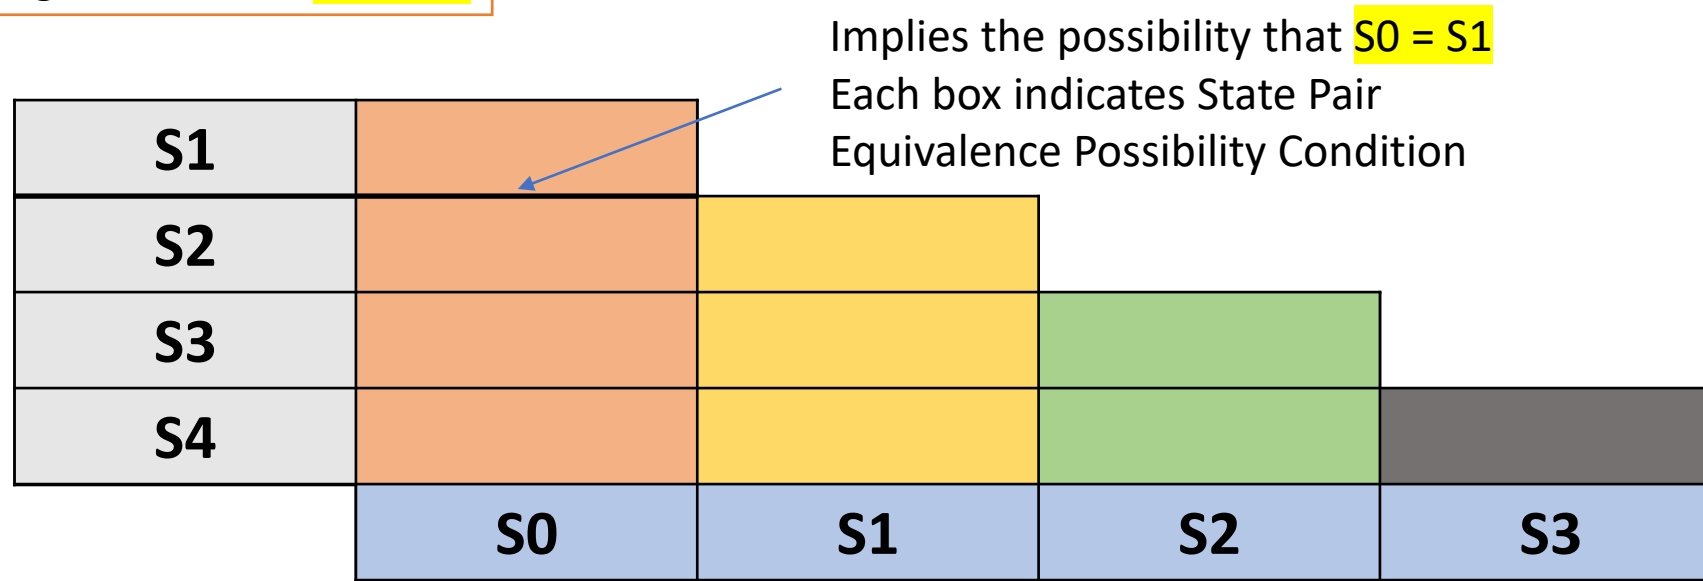 Implies the possibility that S0 = S1
Each box indicates State Pair
Equivalence Possibility Condition
S1
S2
S3
S4
S0 S1 S2 S3